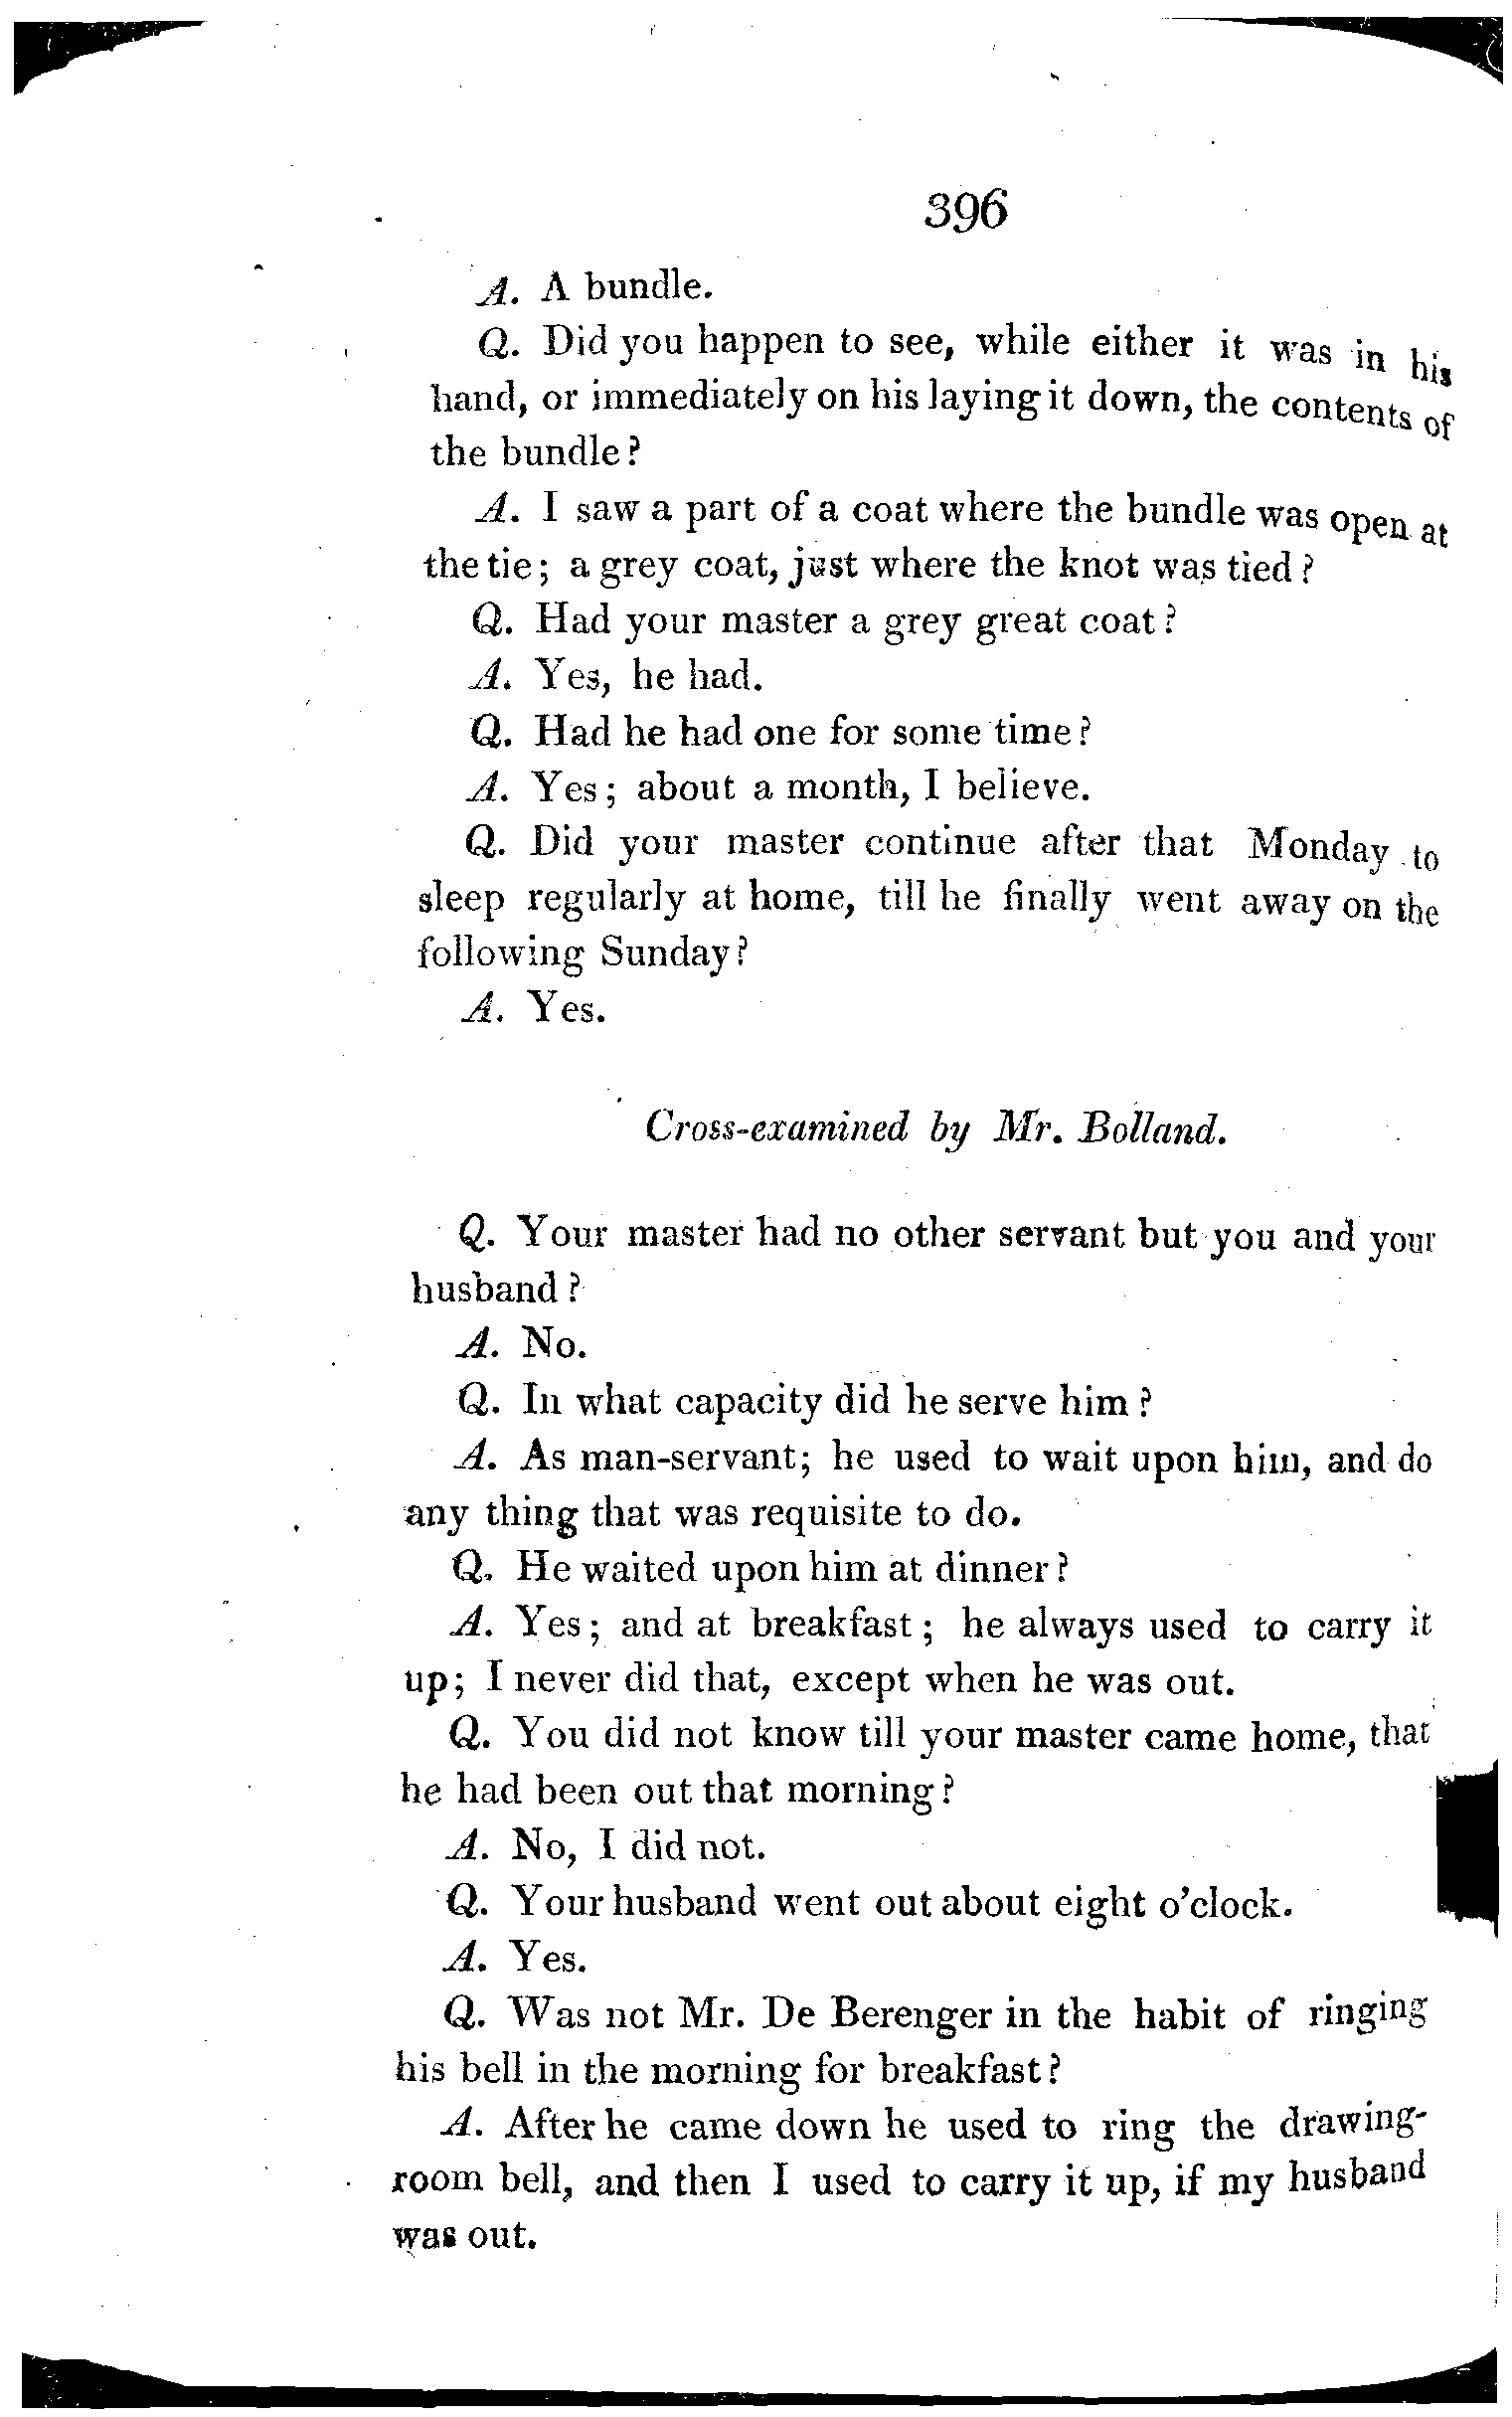 396
A. A bundle.
Q. Did you happen to see, while either it was in his
hand, or immediately on his laying it down, the contents of
the bundle?
A. I saw a part of a coat where the bundle was open at
the tie; a grey coat, just where the knot was tied?
Q. Had your master a grey great coat?
A. Yes, he had.
Q. Had he had one for some time?
A. Yes; about a month, I believe.
Q. Did your master continue after that Monday to
sleep regularly at home, till he finally went away on the
following Sunday?
A. Yes.
Cross-examined by Mr. Bolland.
Q. Your master had no other servant but you and your
husband?
A. No.
Q. In what capacity did he serve him?
A. As man-servant; he used to wait upon him, and do
any thing that was requisite to do.
Q. He waited upon him at dinner?
A. Yes; and at breakfast; he always used to carry it
up; I never did that, except when he was out.
Q. You did not know till your master came home, that
he had been out that morning?
A. No, I did not.
Q. Your husband went out about eight o'clock.
A. Yes.
Q. Was not Mr. De Berenger in the habit of ringing
his bell in the morning for breakfast?
A. After he came down he used to ring the drawing-
room bell, and then I used to carry it up, if my husband
was out.